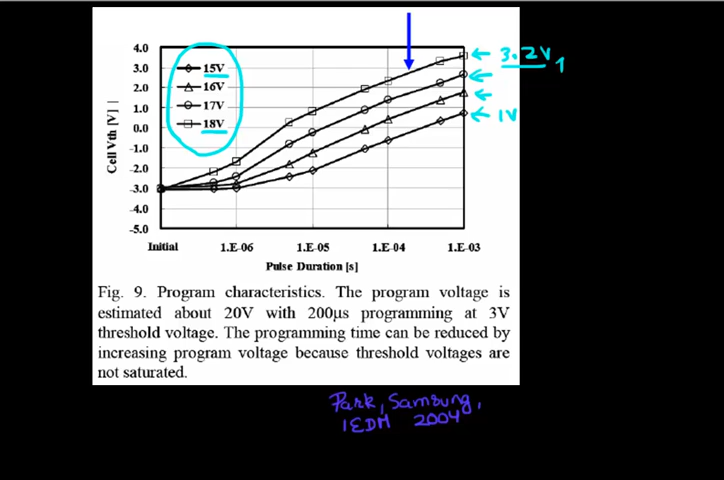 4.0
3.0
2.0
1.0
0.0
-1.0
-2.0
-3.0
-4.0
-5.0
Cell Vth [V]
15V
16V
17V
18V
3.2V,
1V
Initial 1.E-06 1.E-05 1.E-04 1.E-03
Pulse Duration [s]
Fig. 9. Program characteristics. The program voltage is
estimated about 20V with 200μs programming at 3V
threshold voltage. The programming time can be reduced by
increasing program voltage because threshold voltages are
not saturated.
Park, Samsung,
IEDM 2004